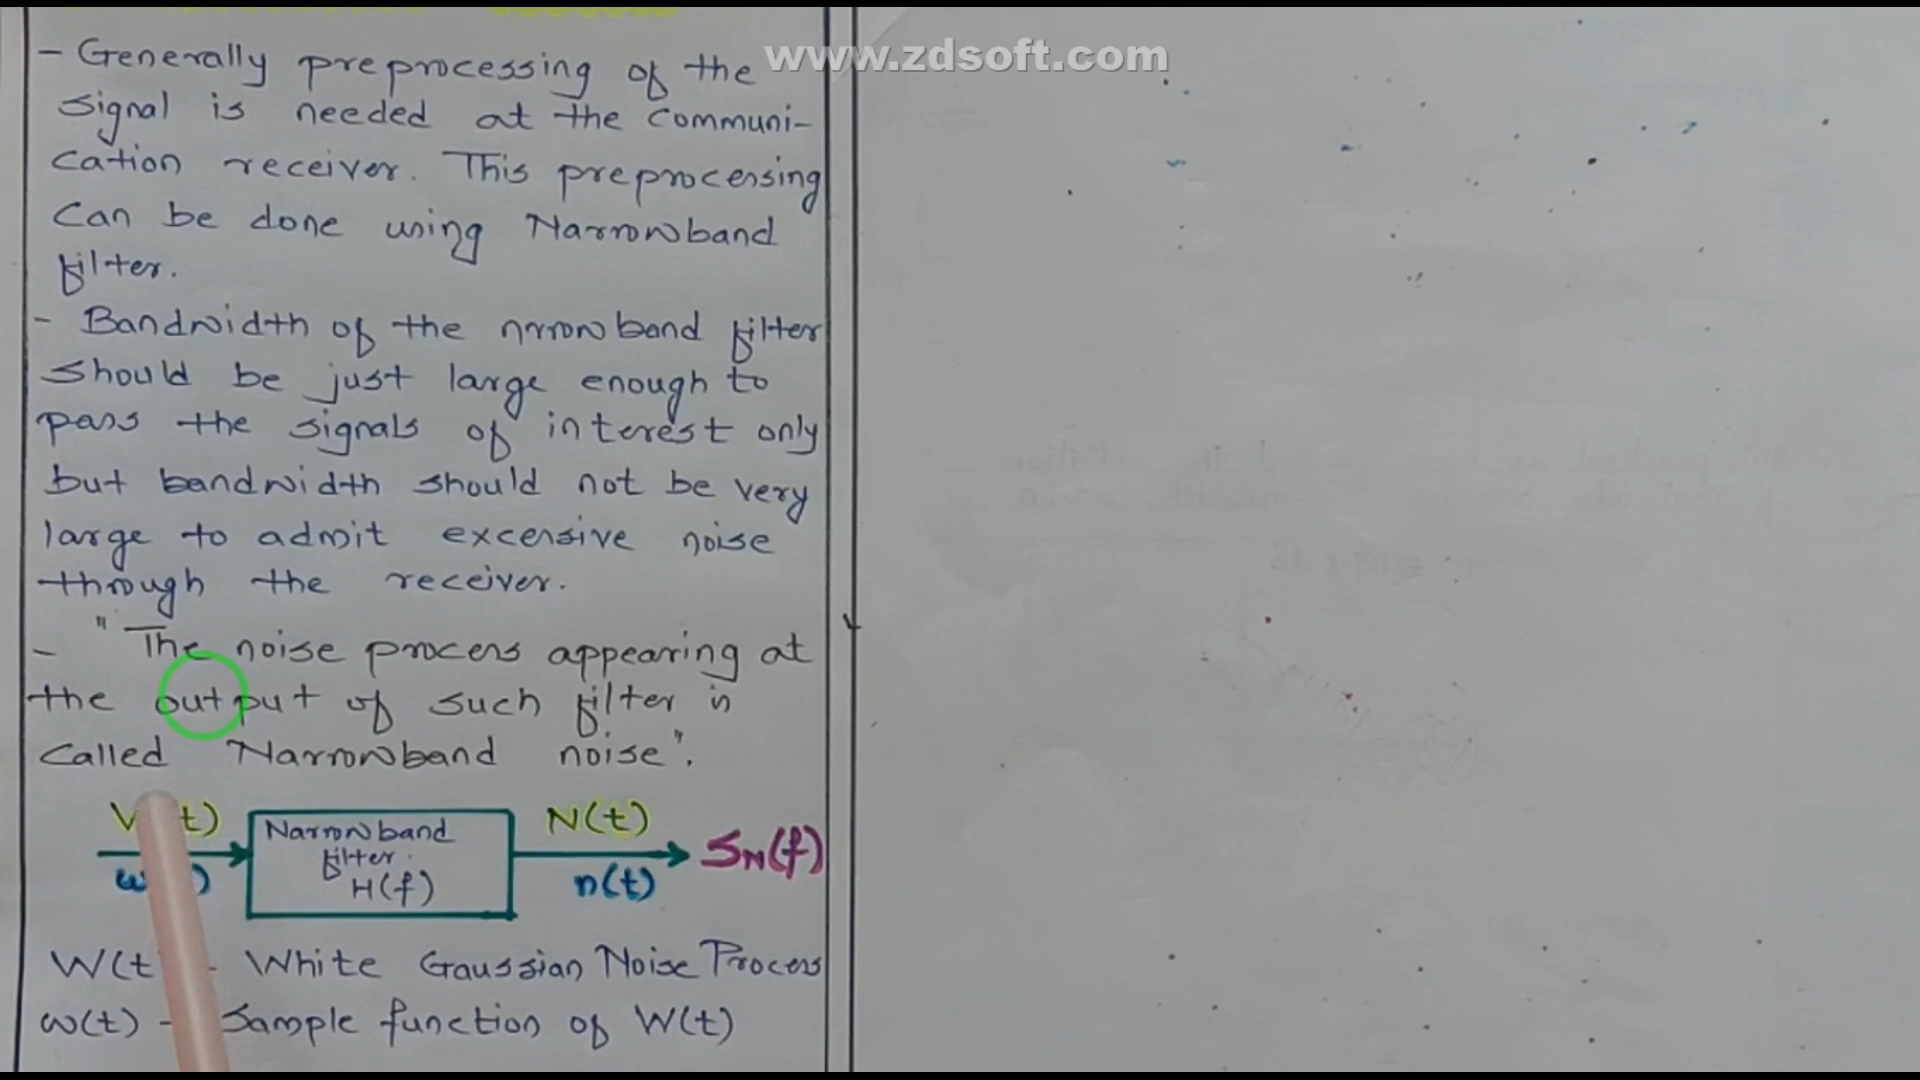 www.zdsoft.com
- Generally preprocessing of the
signal is needed at the communi-
cation receiver. This preprocessing
can be done using Narrowband
filter.
- Bandwidth of the nrrowband filter
should be just large enough to
pass the signals of interest only
but bandwidth should not be very
large to admit excensive noise
through the receiver.
- "The noise process appearing at
the output of such filter is
called Narrowband noise".
N(t)
Narrowband
filter.
H(f)
SN(f)
n(t)
W(t) - White Gaussian Noise Process
w(t) - Sample function of W(t)